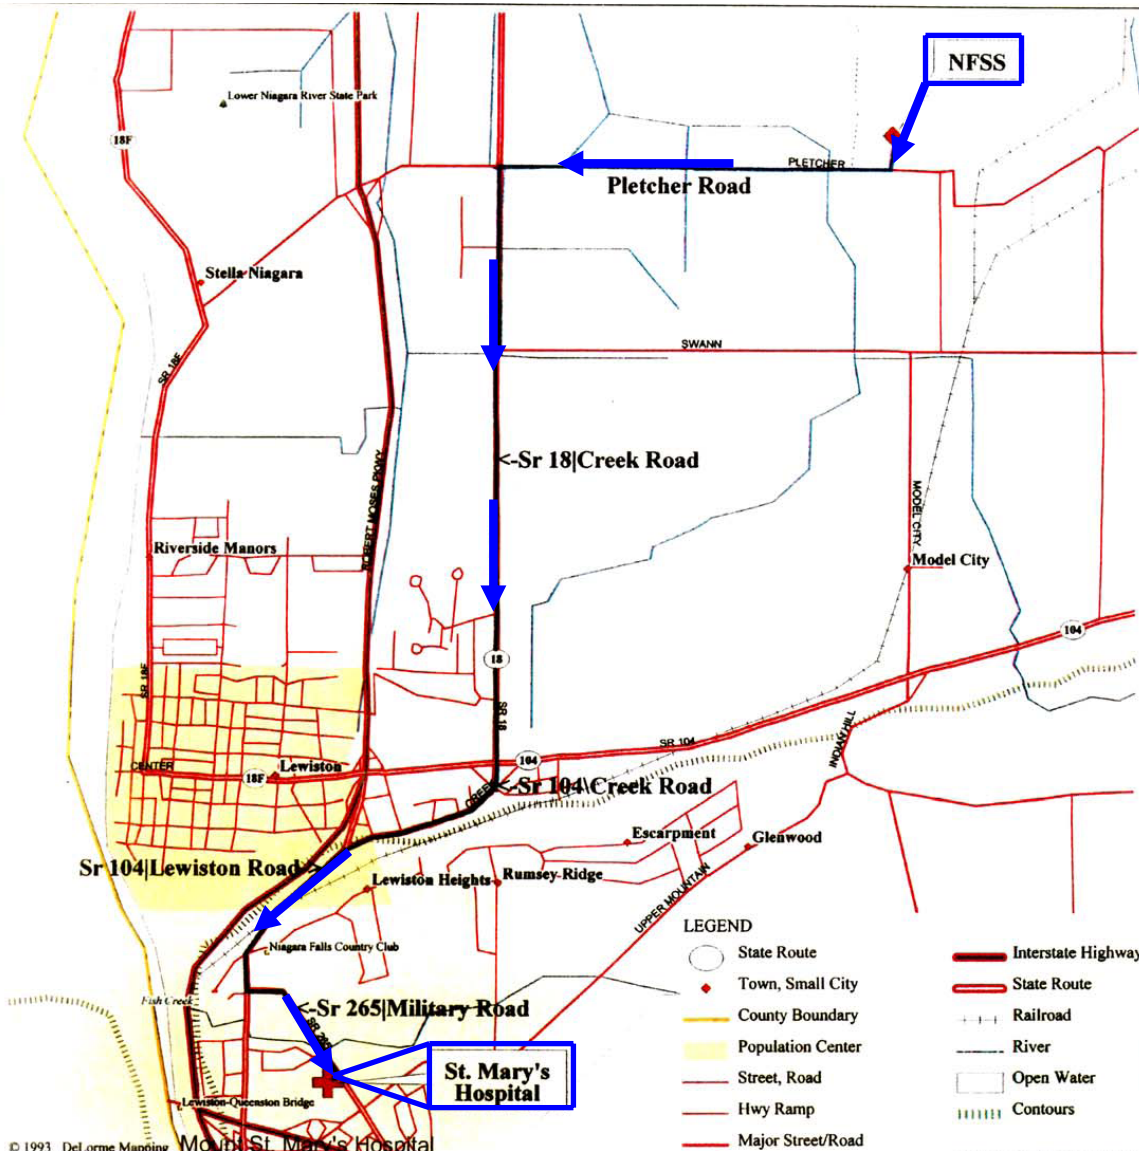 NFSS
Lower Niagara River State Park
18F
PLETCHER
Pletcher Road
Stella Niagara
SWANN
SR 18F
<-Sr 18|Creek Road
ROBERT MOSES PKWY
MODEL CITY
Riverside Manors
Model City
104
18
SR 18F
SR 18
SR 104
INDIAN HILL
104
CENTER
18F
Lewiston
CREEK
<-Sr 104\Creek Road
Escarpment
Glenwood
Sr 104|Lewiston Road->
Lewiston Heights
Rumsey Ridge
UPPER MOUNTAIN
Niagara Falls Country Club
Fish Creek
<-Sr 265|Military Road
SR 265
St. Mary's
Hospital
Lewiston-Queenston Bridge
LEGEND
State Route
Town, Small City
County Boundary
Population Center
Street, Road
Hwy Ramp
Major Street/Road
Interstate Highway
State Route
Railroad
River
Open Water
Contours
© 1993 DeLorme Mapping
Mount St. Mary's Hospital